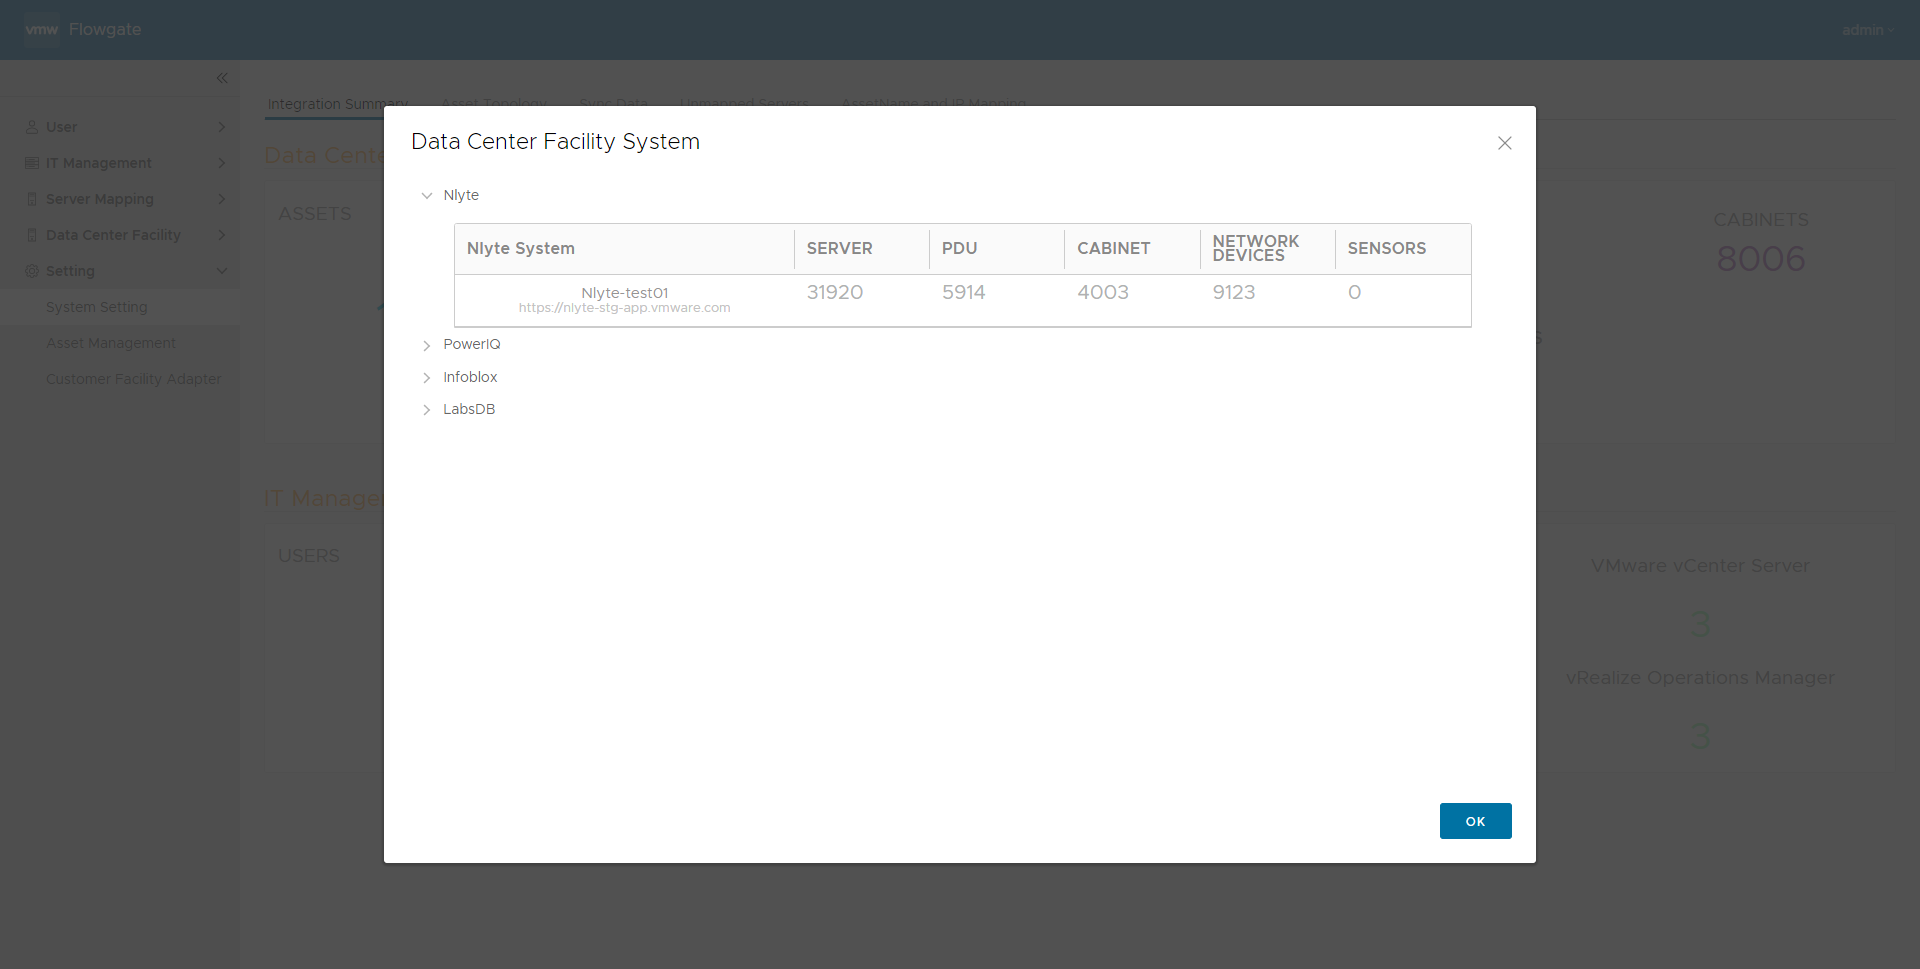 vmw Flowgate
admin
User
IT Management
Server Mapping
Data Center Facility
Setting
System Setting
Asset Management
Customer Facility Adapter
Integration Summary Asset Topology Sync Data Unmapped Servers AssetName and IP Mapping
Data Cente
ASSETS
CABINETS
8006
S
IT Manage
USERS
VMware vCenter Server
3
vRealize Operations Manager
3
Data Center Facility System
Nlyte
Nlyte System SERVER PDU CABINET NETWORK DEVICES SENSORS
Nlyte-test01 31920 5914 4003 9123 0
https://nlyte-stg-app.vmware.com
PowerIQ
Infoblox
LabsDB
OK